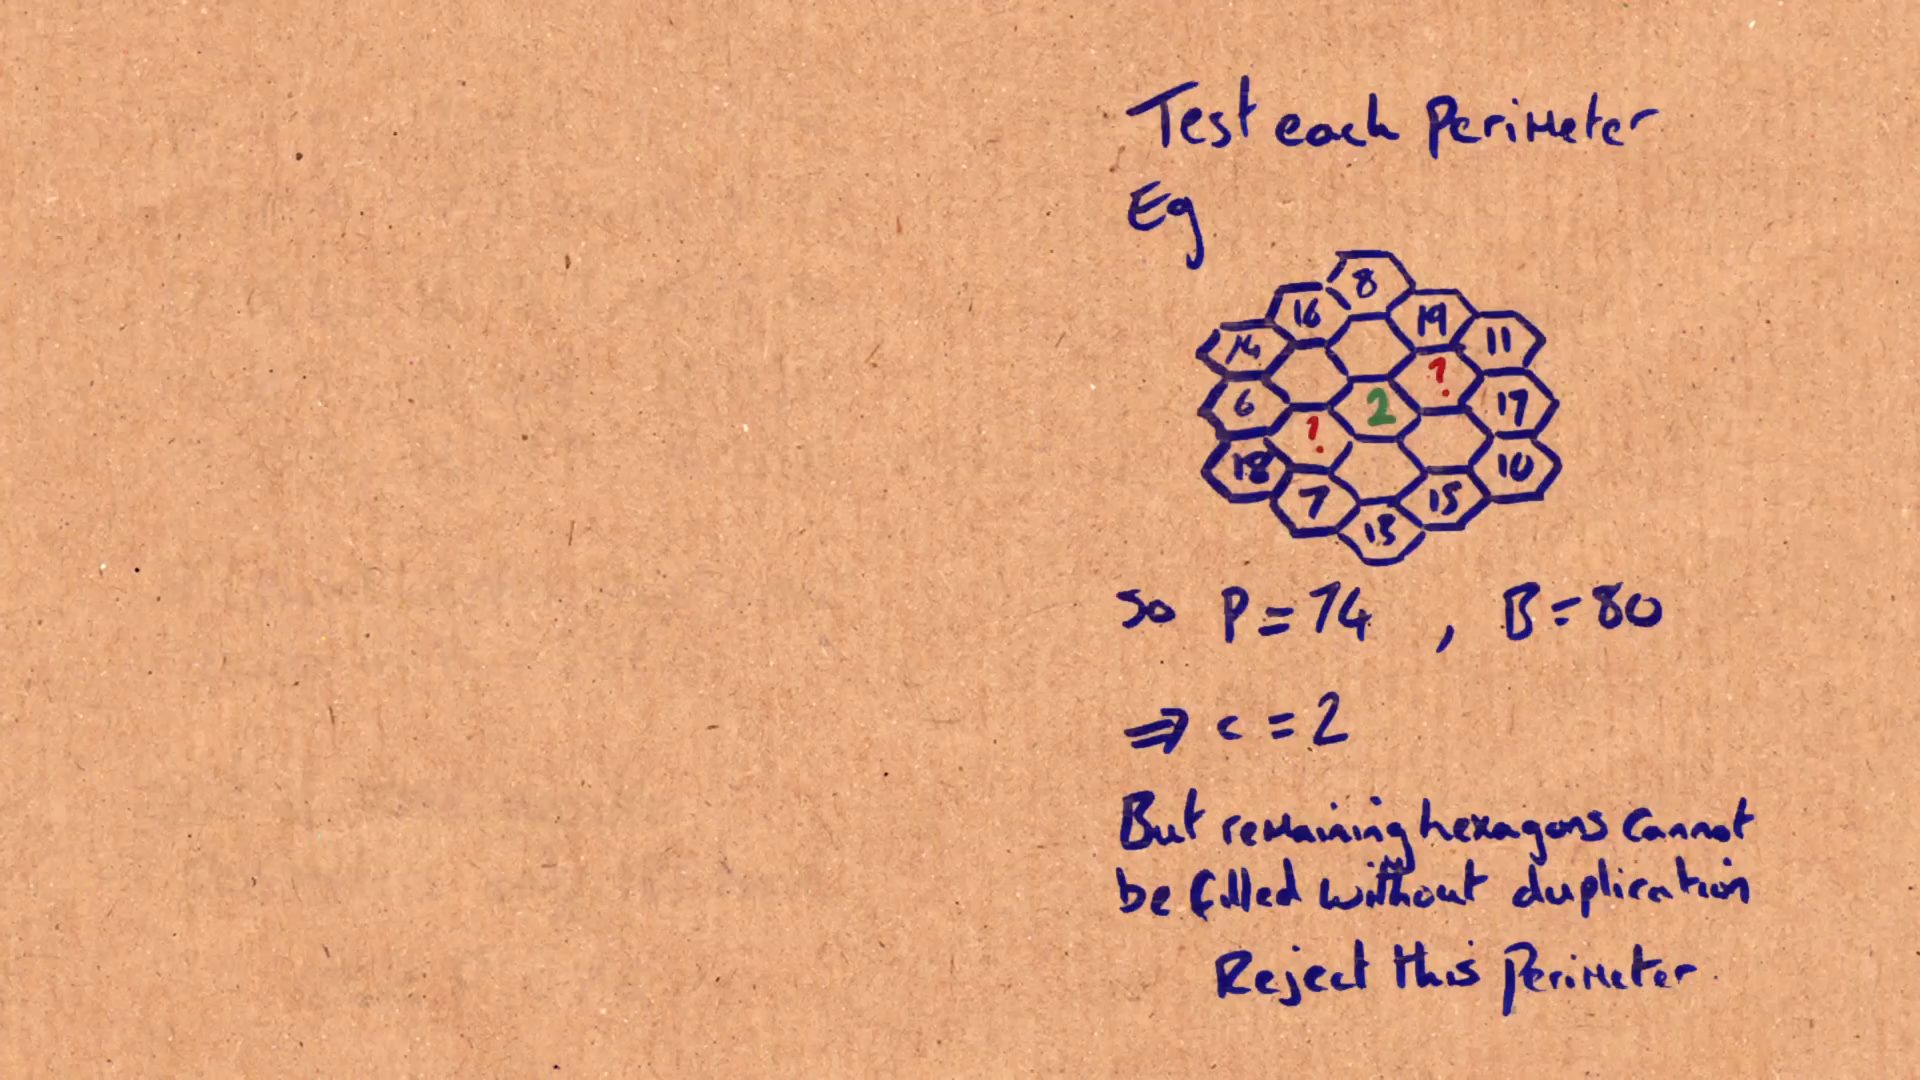 Test each Perimeter
Eg
8
16 19
14 11
?
6 2 17
?
18 10
7 15
13
So P = 74 , B = 80
⇒ c = 2
But remaining hexagons cannot
be filled without duplication
Reject this Perimeter.